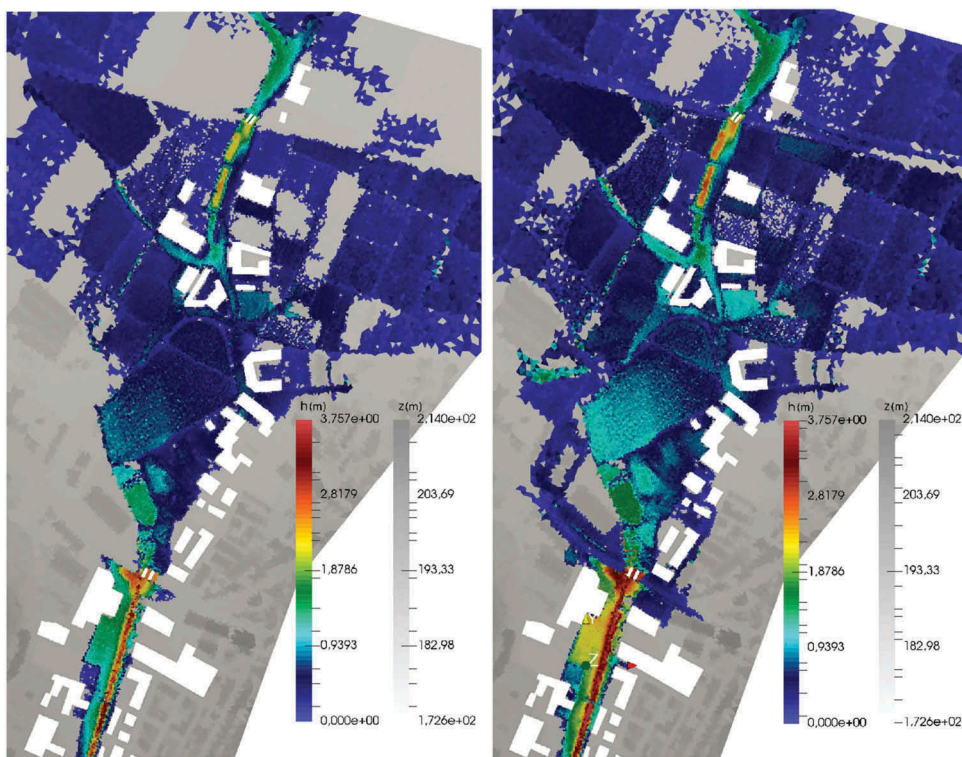 h(m) z(m)
3,757e+00 2,140e+02
2,8179 203,69
1,8786 193,33
0,9393 182,98
0,000e+00 1,726e+02
h(m) z(m)
3,757e+00 2,140e+02
2,8179 203,69
1,8786 193,33
0,9393 182,98
0,000e+00 1,726e+02
Y
Z